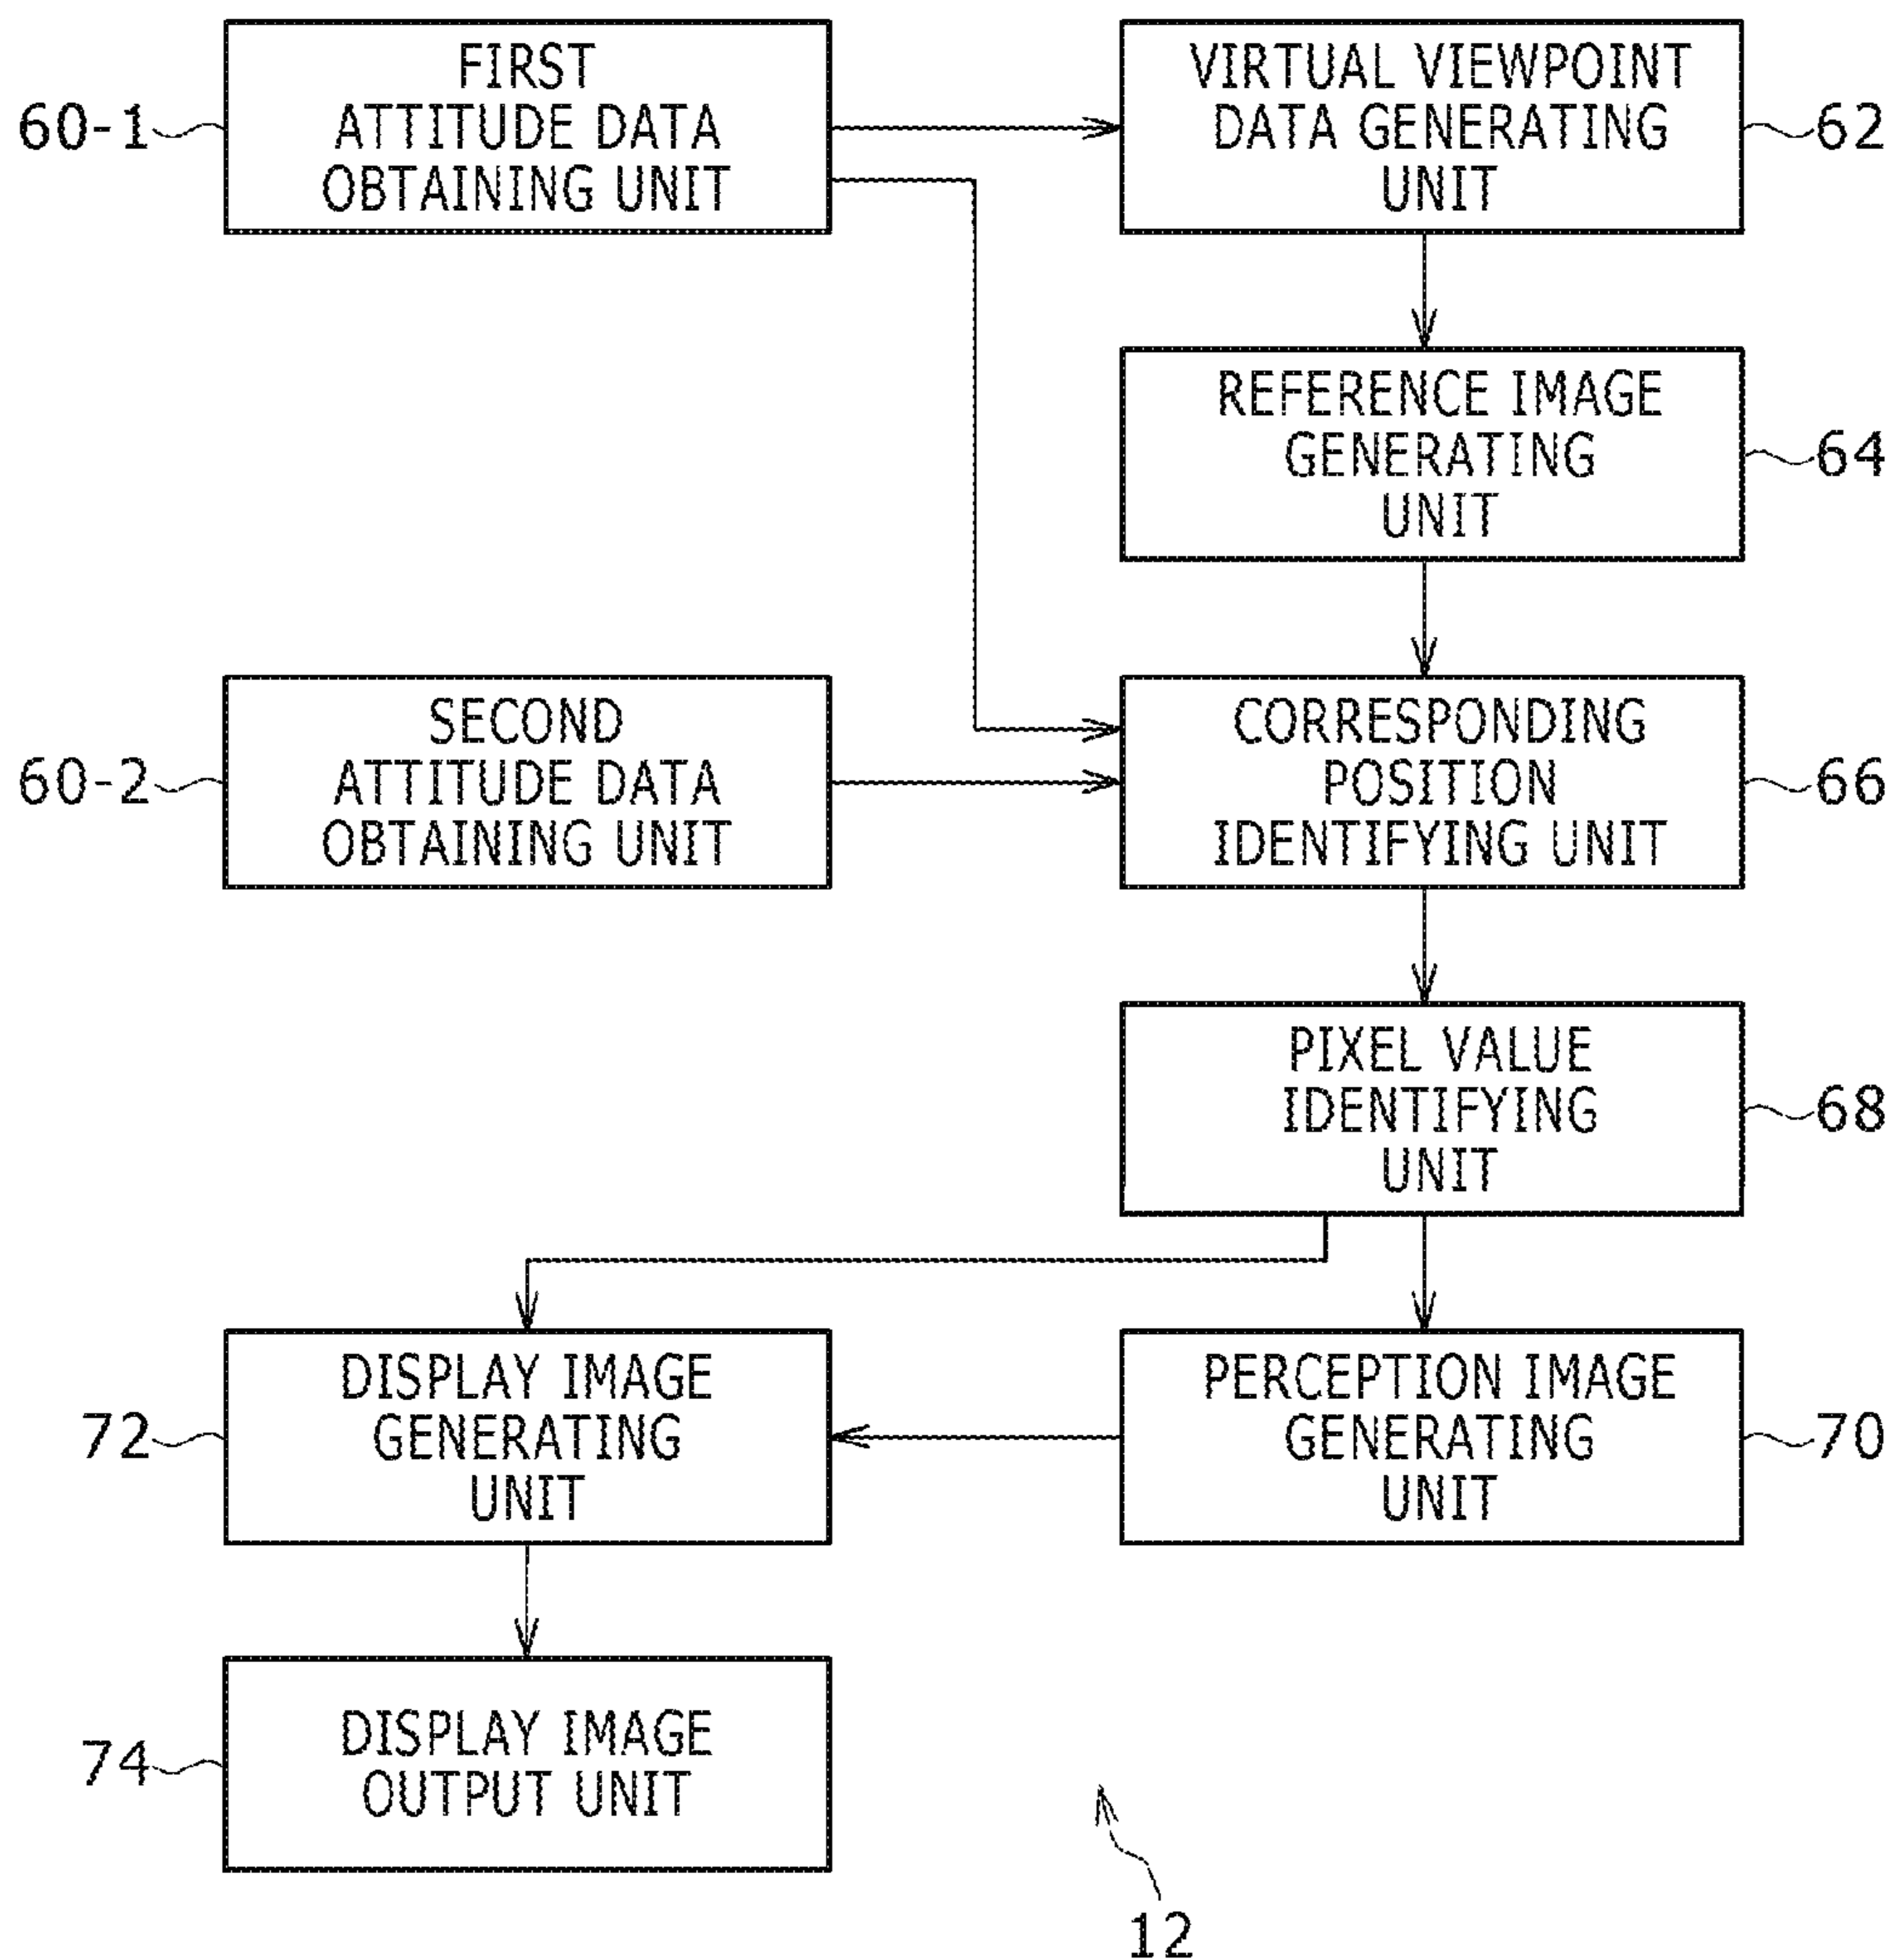 FIRST
ATTITUDE DATA
OBTAINING UNIT
60-1
VIRTUAL VIEWPOINT
DATA GENERATING
UNIT
62
REFERENCE IMAGE
GENERATING
UNIT
64
SECOND
ATTITUDE DATA
OBTAINING UNIT
60-2
CORRESPONDING
POSITION
IDENTIFYING UNIT
66
PIXEL VALUE
IDENTIFYING
UNIT
68
DISPLAY IMAGE
GENERATING
UNIT
72
PERCEPTION IMAGE
GENERATING
UNIT
70
DISPLAY IMAGE
OUTPUT UNIT
74
12